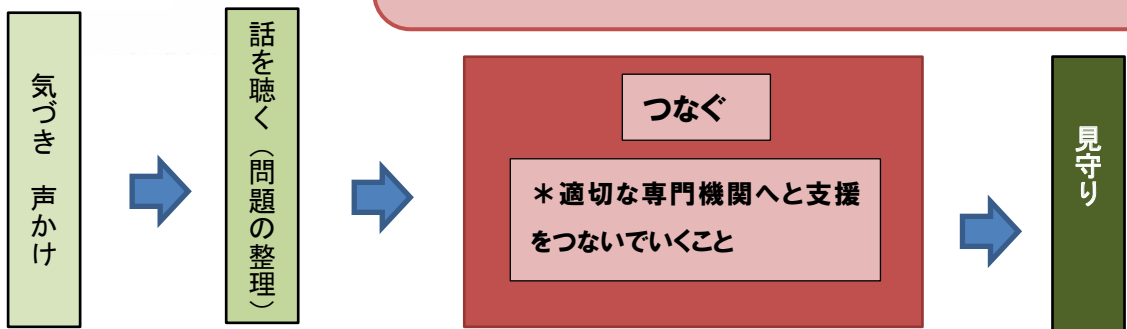 気づき 声かけ
話を聴く（問題の整理）
つなぐ
＊適切な専門機関へと支援
をつないでいくこと
見守り